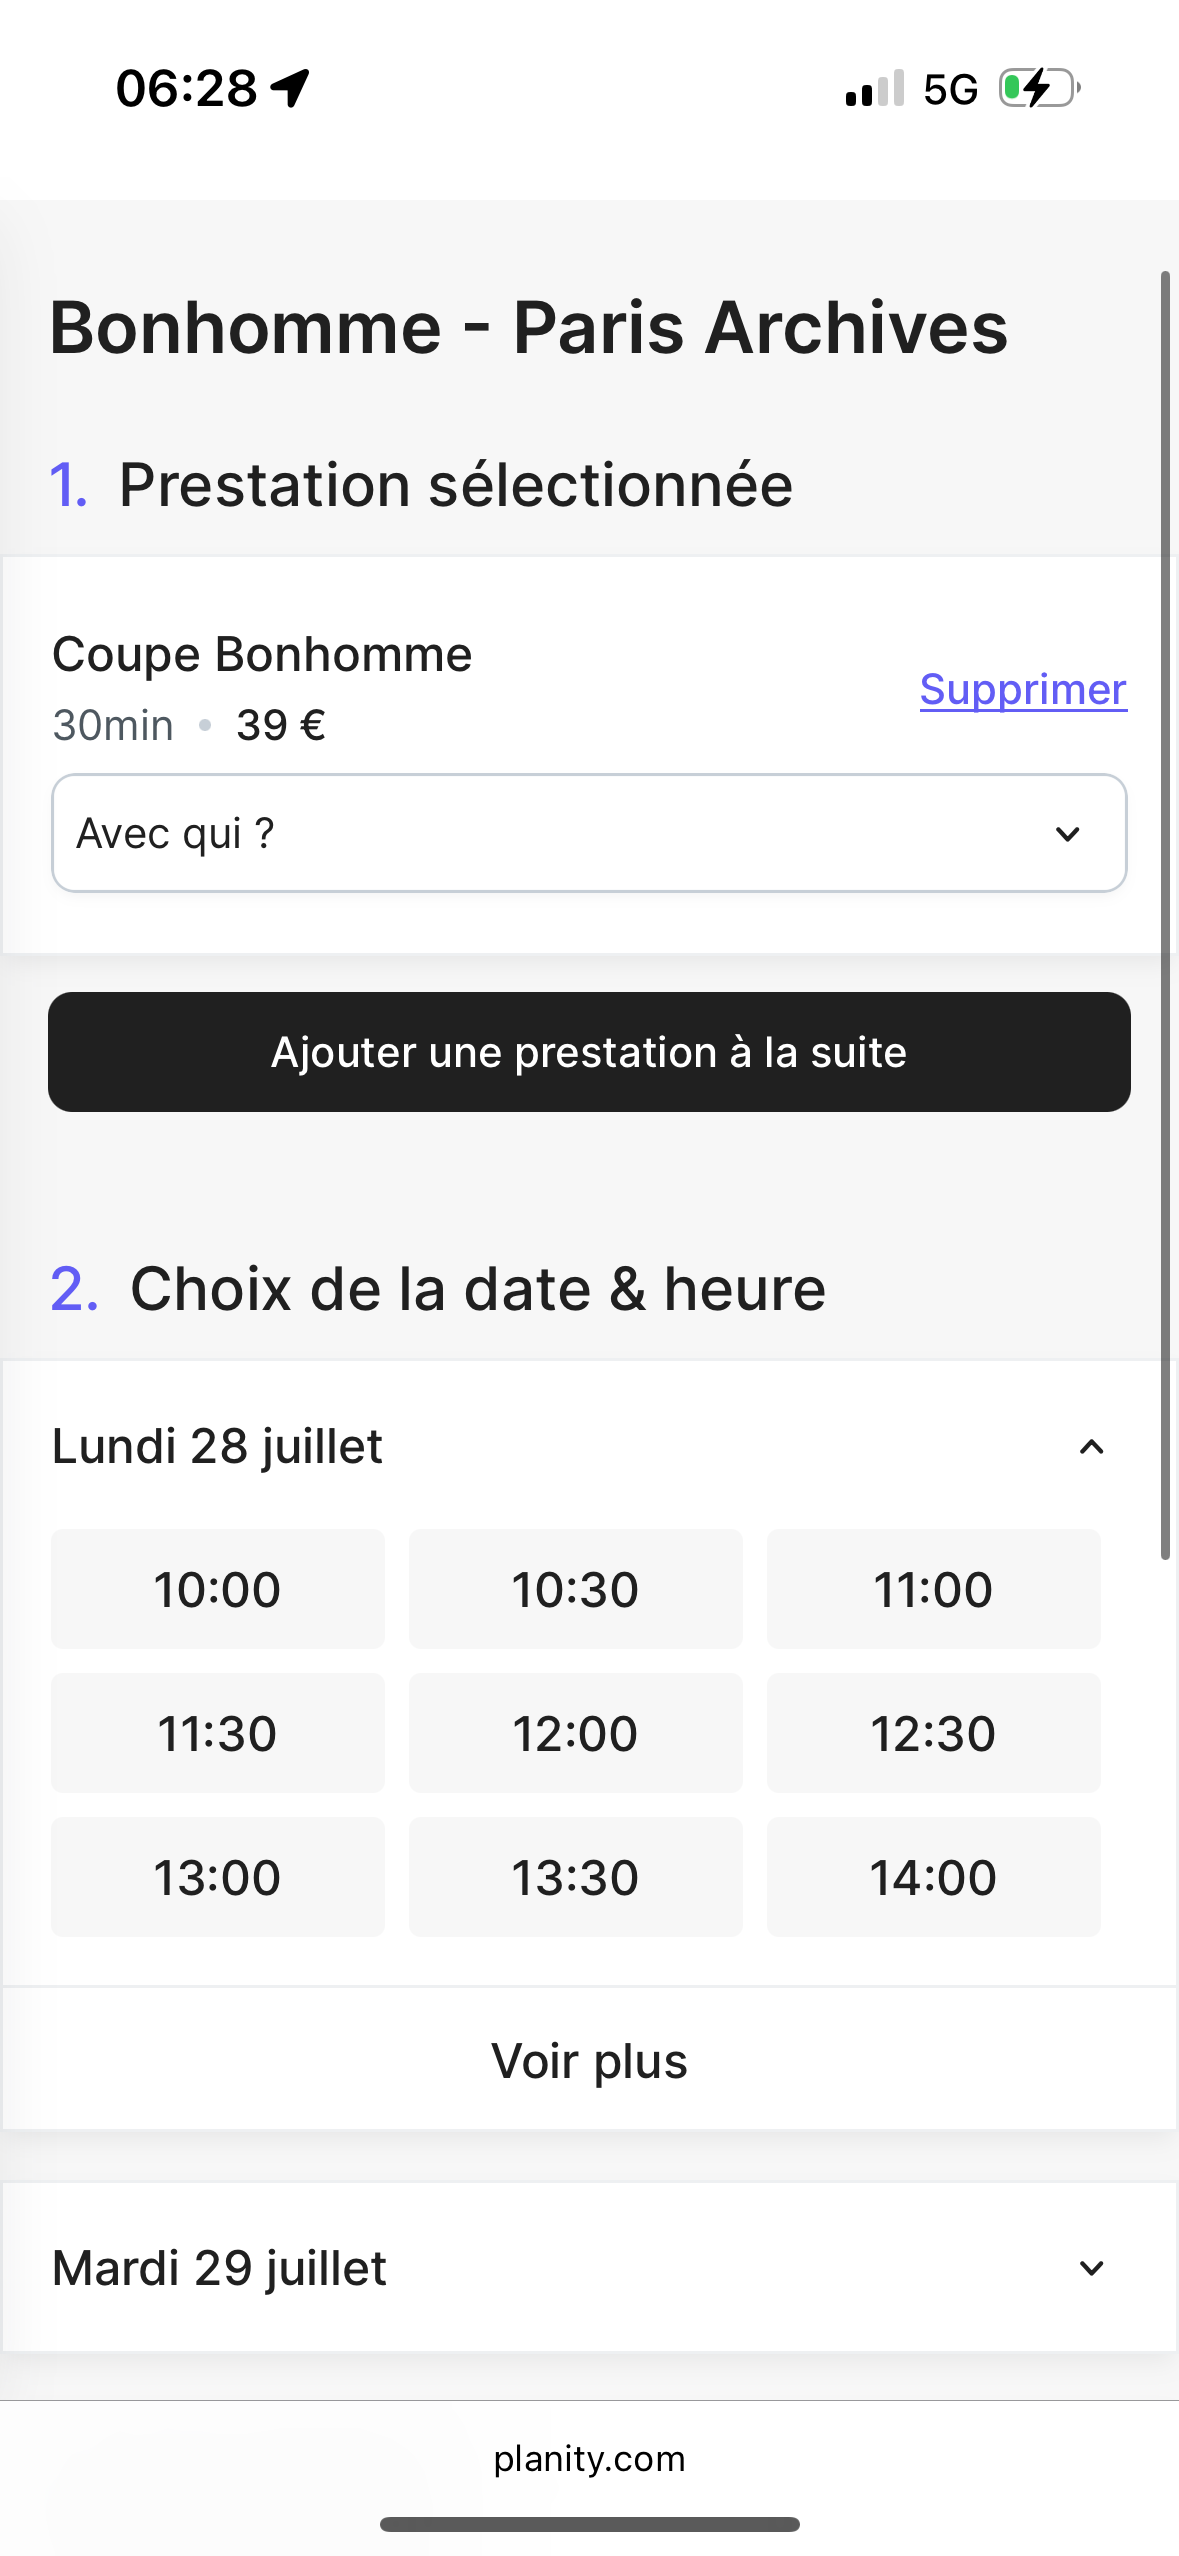 06:28 5G
Bonhomme - Paris Archives
1. Prestation sélectionnée
Coupe Bonhomme
30min • 39 €
Supprimer
Avec qui ?
Ajouter une prestation à la suite
2. Choix de la date & heure
Lundi 28 juillet
10:00 10:30 11:00
11:30 12:00 12:30
13:00 13:30 14:00
Voir plus
Mardi 29 juillet
planity.com